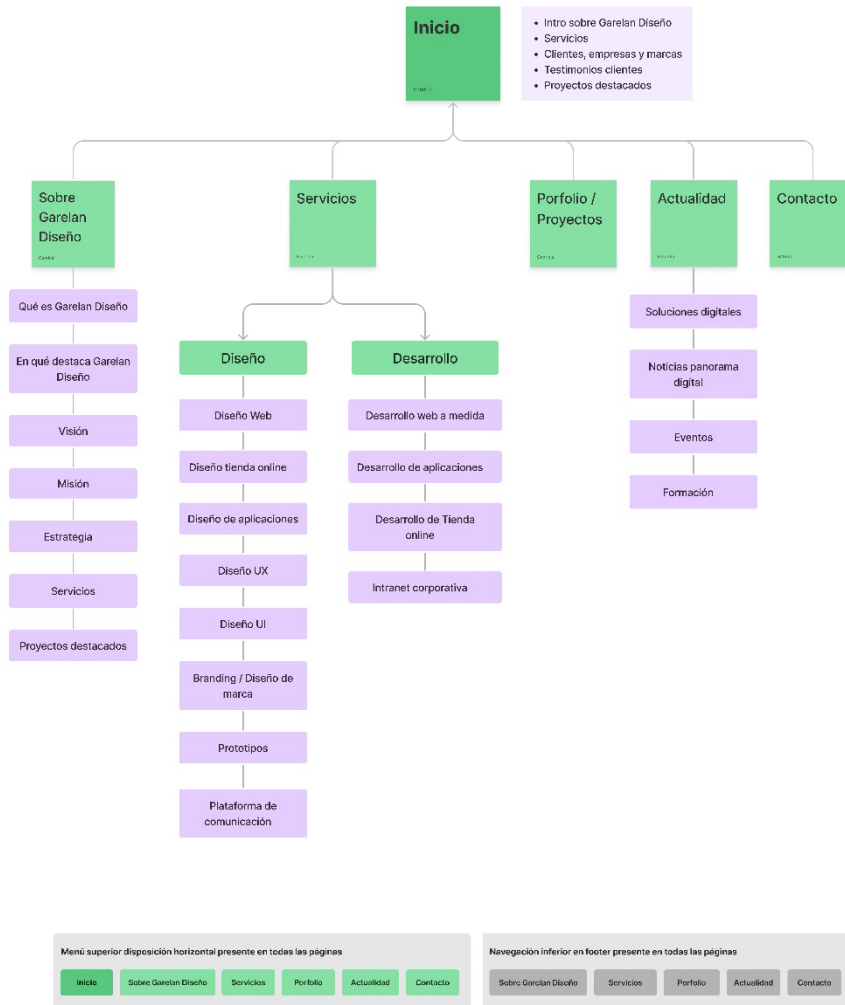 Inicio
• Intro sobre Garelan Diseño
• Servicios
• Clientes, empresas y marcas
• Testimonios clientes
• Proyectos destacados
Sobre
Garelan
Diseño
Servicios
Porfolio /
Proyectos
Actualidad
Contacto
Qué es Garelan Diseño
En qué destaca Garelan
Diseño
Visión
Misión
Estrategia
Servicios
Proyectos destacados
Diseño
Diseño Web
Diseño tienda online
Diseño de aplicaciones
Diseño UX
Diseño UI
Branding / Diseño de
marca
Prototipos
Plataforma de
comunicación
Desarrollo
Desarrollo web a medida
Desarrollo de aplicaciones
Desarrollo de Tienda
online
Intranet corporativa
Soluciones digitales
Noticias panorama
digital
Eventos
Formación
Menú superior disposición horizontal presente en todas las páginas
Inicio
Sobre Garelan Diseño
Servicios
Porfolio
Actualidad
Contacto
Navegación inferior en footer presente en todas las páginas
Sobre Garelan Diseño
Servicios
Porfolio
Actualidad
Contacto